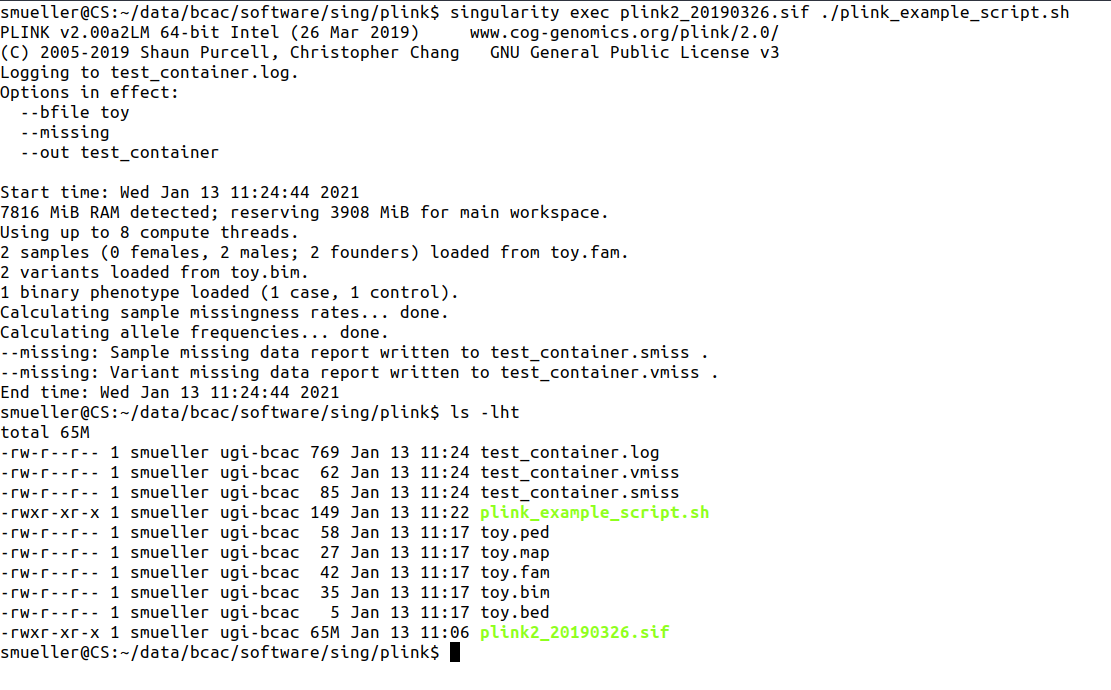 smueller@CS:~/data/bcac/software/sing/plink$ singularity exec plink2_20190326.sif ./plink_example_script.sh
PLINK v2.00a2LM 64-bit Intel (26 Mar 2019)     www.cog-genomics.org/plink/2.0/
(C) 2005-2019 Shaun Purcell, Christopher Chang   GNU General Public License v3
Logging to test_container.log.
Options in effect:
  --bfile toy
  --missing
  --out test_container

Start time: Wed Jan 13 11:24:44 2021
7816 MiB RAM detected; reserving 3908 MiB for main workspace.
Using up to 8 compute threads.
2 samples (0 females, 2 males; 2 founders) loaded from toy.fam.
2 variants loaded from toy.bim.
1 binary phenotype loaded (1 case, 1 control).
Calculating sample missingness rates... done.
Calculating allele frequencies... done.
--missing: Sample missing data report written to test_container.smiss .
--missing: Variant missing data report written to test_container.vmiss .
End time: Wed Jan 13 11:24:44 2021
smueller@CS:~/data/bcac/software/sing/plink$ ls -lht
total 65M
-rw-r--r-- 1 smueller ugi-bcac 769 Jan 13 11:24 test_container.log
-rw-r--r-- 1 smueller ugi-bcac  62 Jan 13 11:24 test_container.vmiss
-rw-r--r-- 1 smueller ugi-bcac  85 Jan 13 11:24 test_container.smiss
-rwxr-xr-x 1 smueller ugi-bcac 149 Jan 13 11:22 plink_example_script.sh
-rw-r--r-- 1 smueller ugi-bcac  58 Jan 13 11:17 toy.ped
-rw-r--r-- 1 smueller ugi-bcac  27 Jan 13 11:17 toy.map
-rw-r--r-- 1 smueller ugi-bcac  42 Jan 13 11:17 toy.fam
-rw-r--r-- 1 smueller ugi-bcac  35 Jan 13 11:17 toy.bim
-rw-r--r-- 1 smueller ugi-bcac   5 Jan 13 11:17 toy.bed
-rwxr-xr-x 1 smueller ugi-bcac 65M Jan 13 11:06 plink2_20190326.sif
smueller@CS:~/data/bcac/software/sing/plink$